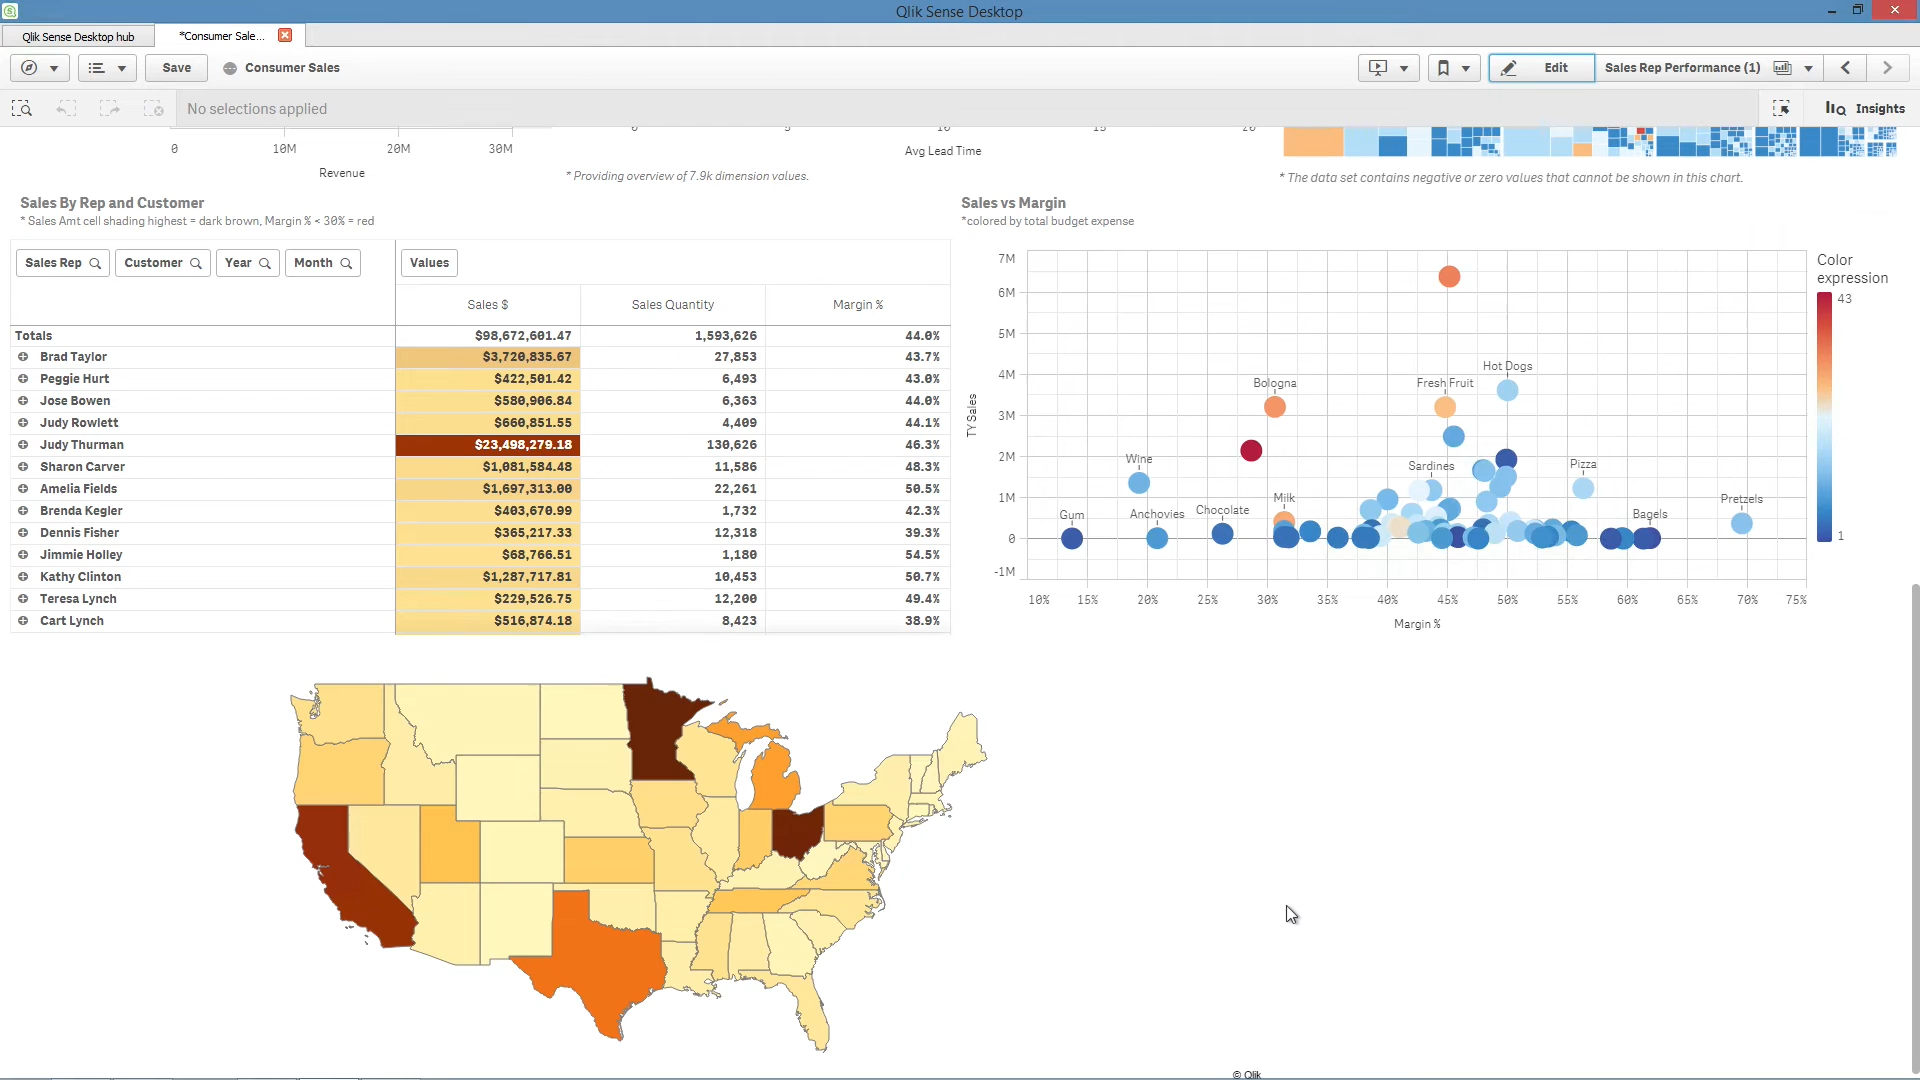 Qlik Sense Desktop
Qlik Sense Desktop hub
*Consumer Sale...
Save
Consumer Sales
Edit
Sales Rep Performance (1)
No selections applied
Insights
0 10M 20M 30M
Revenue
0 5 10 15 20
Avg Lead Time
* Providing overview of 7.9k dimension values.
* The data set contains negative or zero values that cannot be shown in this chart.
Sales By Rep and Customer
* Sales Amt cell shading highest = dark brown, Margin % < 30% = red
Sales Rep Customer Year Month Values
Sales $ Sales Quantity Margin %
Totals $98,672,601.47 1,593,626 44.0%
Brad Taylor $3,720,835.67 27,853 43.7%
Peggie Hurt $422,501.42 6,493 43.0%
Jose Bowen $580,906.84 6,363 44.0%
Judy Rowlett $660,851.55 4,409 44.1%
Judy Thurman $23,498,279.18 130,626 46.3%
Sharon Carver $1,081,584.48 11,586 48.3%
Amelia Fields $1,697,313.00 22,261 50.5%
Brenda Kegler $403,670.99 1,732 42.3%
Dennis Fisher $365,217.33 12,318 39.3%
Jimmie Holley $68,766.51 1,180 54.5%
Kathy Clinton $1,287,717.81 10,453 50.7%
Teresa Lynch $229,526.75 12,200 49.4%
Cart Lynch $516,874.18 8,423 38.9%
Sales vs Margin
*colored by total budget expense
TY Sales
7M
6M
5M
4M
3M
2M
1M
0
-1M
Hot Dogs
Bologna
Fresh Fruit
Wine
Sardines
Pizza
Milk
Pretzels
Chocolate
Gum
Anchovies
Bagels
10% 15% 20% 25% 30% 35% 40% 45% 50% 55% 60% 65% 70% 75%
Margin %
Color
expression
43
1
© Qlik